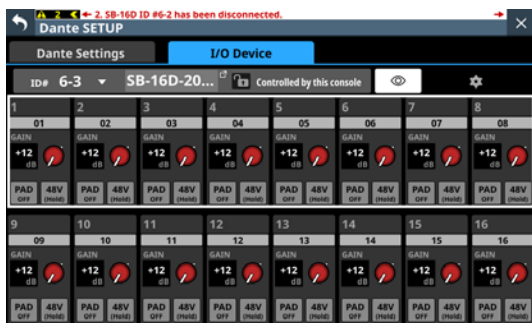 2 ← 2. SB-16D ID #6-2 has been disconnected. →
Dante SETUP
Dante Settings I/O Device
ID# 6-3 SB-16D-20... Controlled by this console
1 2 3 4 5 6 7 8
01 02 03 04 05 06 07 08
GAIN GAIN GAIN GAIN GAIN GAIN GAIN GAIN
+12 +12 +12 +12 +12 +12 +12 +12
dB dB dB dB dB dB dB dB
PAD 48V PAD 48V PAD 48V PAD 48V PAD 48V PAD 48V PAD 48V PAD 48V
OFF (Hold) OFF (Hold) OFF (Hold) OFF (Hold) OFF (Hold) OFF (Hold) OFF (Hold) OFF (Hold)
9 10 11 12 13 14 15 16
09 10 11 12 13 14 15 16
GAIN GAIN GAIN GAIN GAIN GAIN GAIN GAIN
+12 +12 +12 +12 +12 +12 +12 +12
dB dB dB dB dB dB dB dB
PAD 48V PAD 48V PAD 48V PAD 48V PAD 48V PAD 48V PAD 48V PAD 48V
OFF (Hold) OFF (Hold) OFF (Hold) OFF (Hold) OFF (Hold) OFF (Hold) OFF (Hold) OFF (Hold)